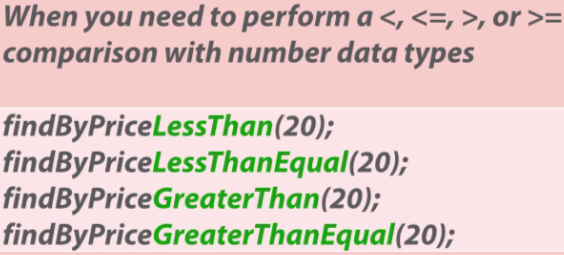 When you need to perform a <, <=, >, or >=
comparison with number data types
findByPriceLessThan(20);
findByPriceLessThanEqual(20);
findByPriceGreaterThan(20);
findByPriceGreaterThanEqual(20);